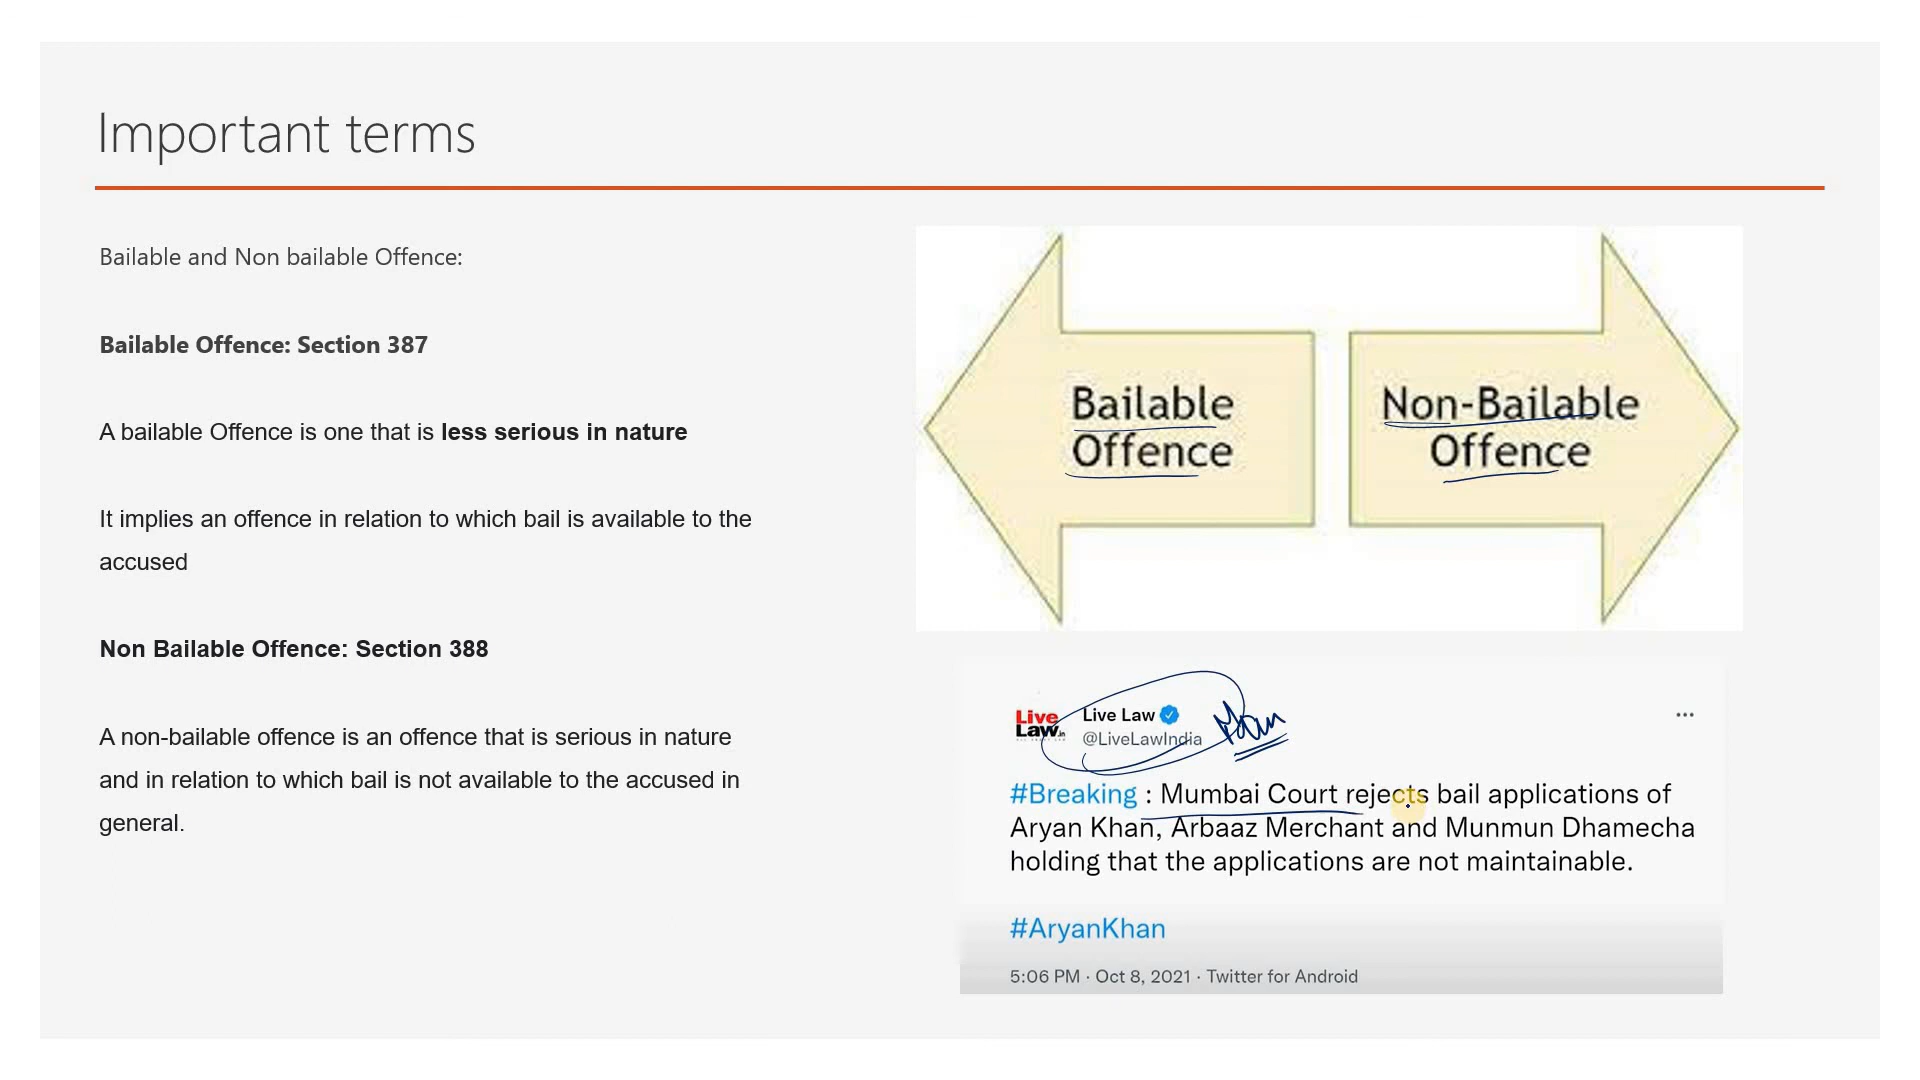 Important terms
Bailable and Non bailable Offence:
Bailable Offence: Section 387
A bailable Offence is one that is less serious in nature
It implies an offence in relation to which bail is available to the
accused
Non Bailable Offence: Section 388
A non-bailable offence is an offence that is serious in nature
and in relation to which bail is not available to the accused in
general.
Bailable
Offence
Non-Bailable
Offence
Live
Law.in
Live Law
@LiveLawIndia
#Breaking : Mumbai Court rejects bail applications of
Aryan Khan, Arbaaz Merchant and Munmun Dhamecha
holding that the applications are not maintainable.
#AryanKhan
5:06 PM · Oct 8, 2021 · Twitter for Android